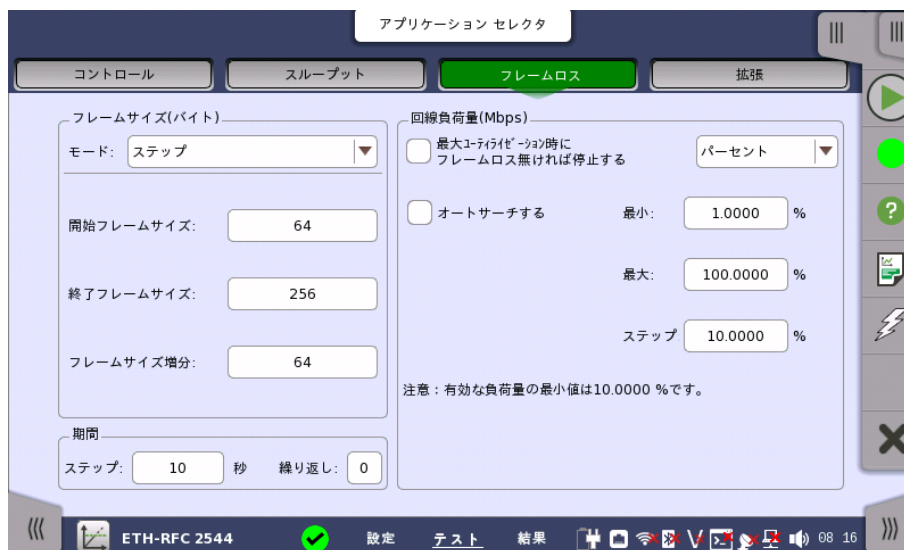 アプリケーション セレクタ
コントロール
スループット
フレームロス
拡張
フレームサイズ(バイト)
モード: ステップ
開始フレームサイズ: 64
終了フレームサイズ: 256
フレームサイズ増分: 64
期間
ステップ: 10 秒 繰り返し: 0
回線負荷量(Mbps)
最大ﾕｰﾃｨﾗｲｾﾞｰｼｮﾝ時に
フレームロス無ければ停止する
パーセント
オートサーチする 最小: 1.0000 %
最大: 100.0000 %
ステップ 10.0000 %
注意：有効な負荷量の最小値は10.0000 %です。
ETH-RFC 2544
設定
テスト
結果
08 16